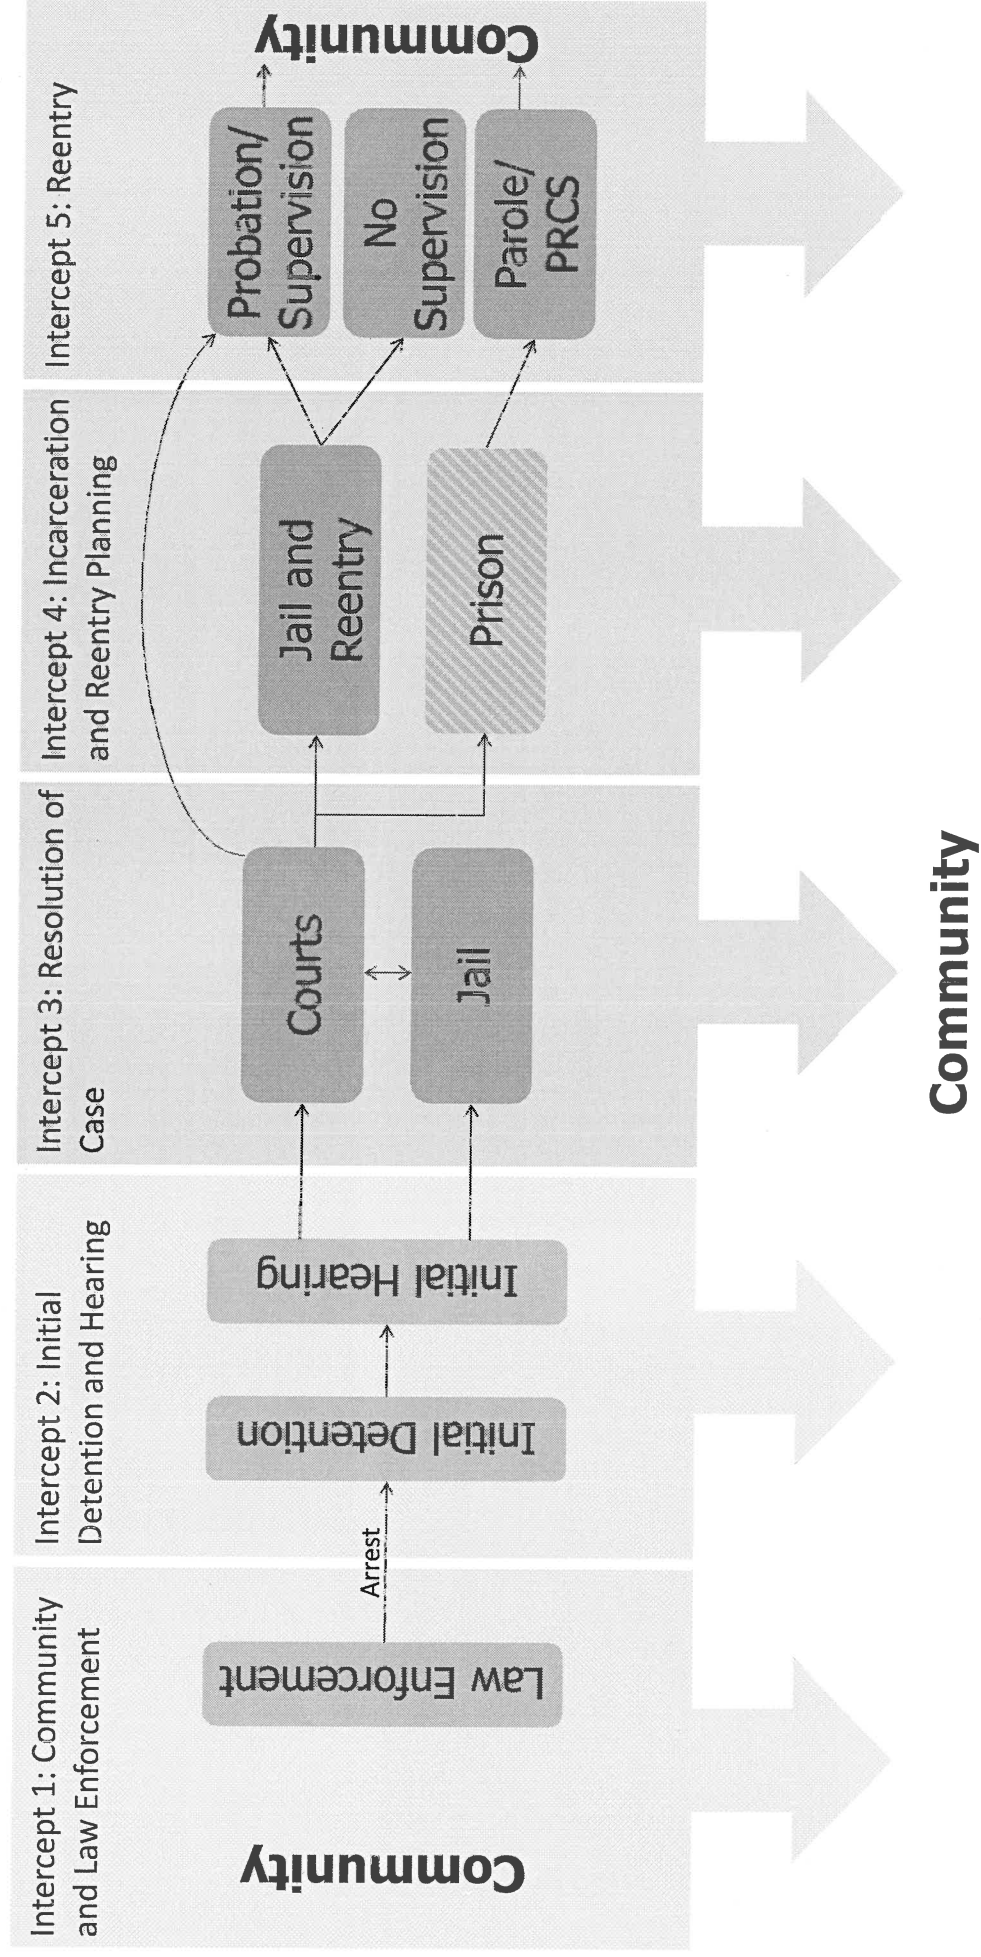 Intercept 1: Community
and Law Enforcement
Community
Law Enforcement
Arrest
Intercept 2: Initial
Detention and Hearing
Initial Detention
Initial Hearing
Intercept 3: Resolution of
Case
Courts
Jail
Intercept 4: Incarceration
and Reentry Planning
Jail and
Reentry
Prison
Intercept 5: Reentry
Probation/
Supervision
No
Supervision
Parole/
PRCS
Community
Community